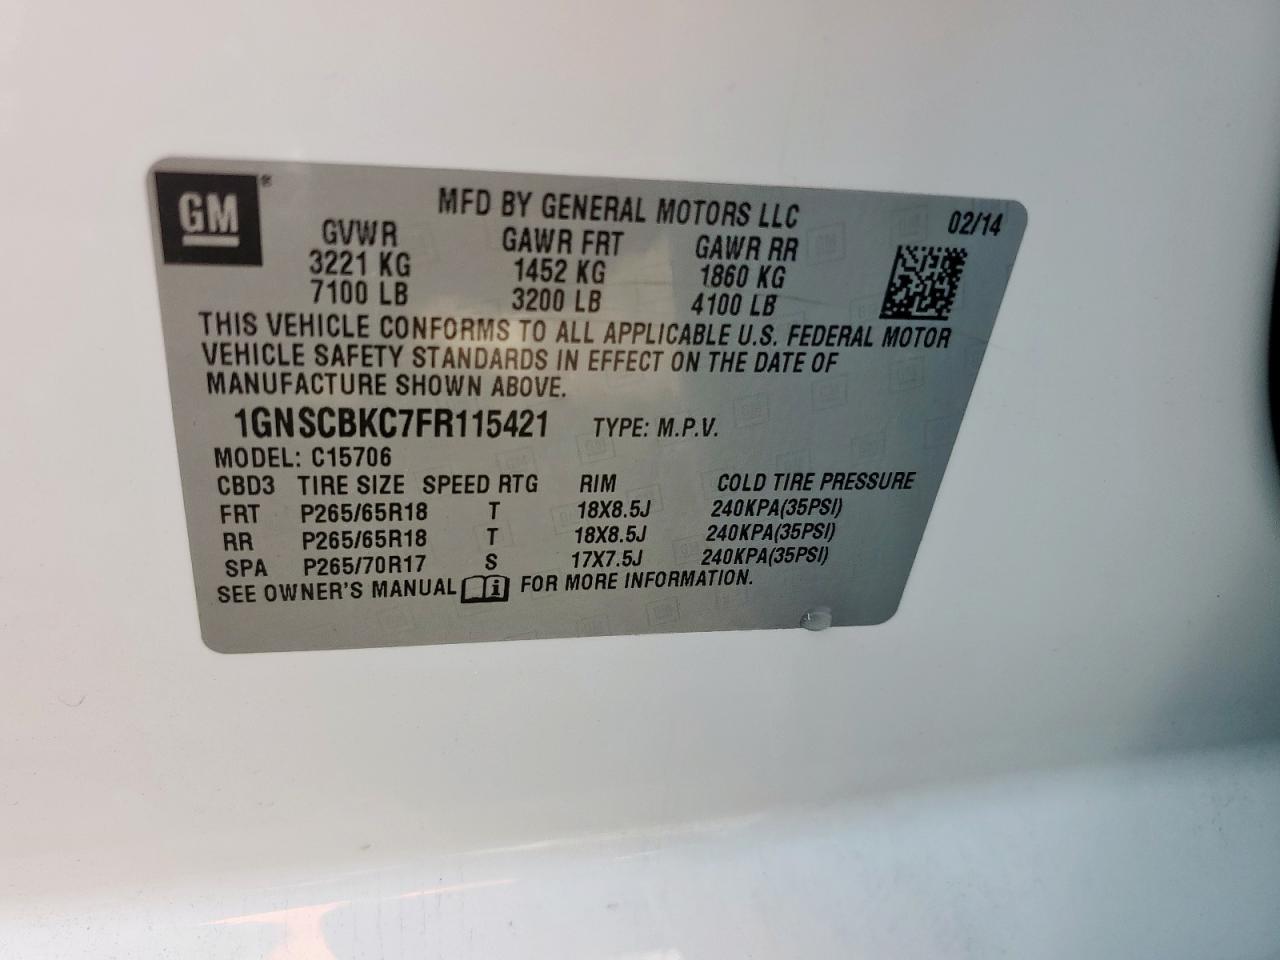 GM®
MFD BY GENERAL MOTORS LLC 02/14
GVWR GAWR FRT GAWR RR
3221 KG 1452 KG 1860 KG
7100 LB 3200 LB 4100 LB
THIS VEHICLE CONFORMS TO ALL APPLICABLE U.S. FEDERAL MOTOR
VEHICLE SAFETY STANDARDS IN EFFECT ON THE DATE OF
MANUFACTURE SHOWN ABOVE.
1GNSCBKC7FR115421 TYPE: M.P.V.
MODEL: C15706
CBD3 TIRE SIZE SPEED RTG RIM COLD TIRE PRESSURE
FRT P265/65R18 T 18X8.5J 240KPA(35PSI)
RR P265/65R18 T 18X8.5J 240KPA(35PSI)
SPA P265/70R17 S 17X7.5J 240KPA(35PSI)
SEE OWNER'S MANUAL i FOR MORE INFORMATION.